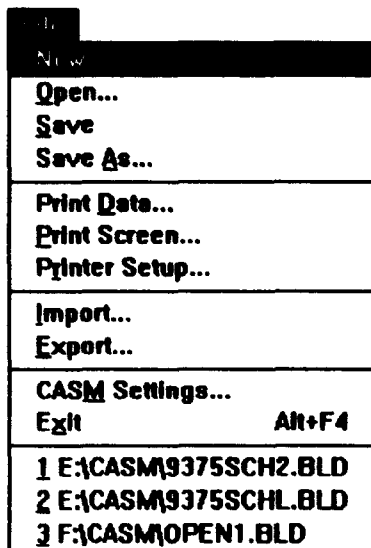 New
Open...
Save
Save As...
Print Data...
Print Screen...
Printer Setup...
Import...
Export...
CASM Settings...
Exit Alt+F4
1 E:\CASM\9375SCH2.BLD
2 E:\CASM\9375SCHL.BLD
3 F:\CASM\OPEN1.BLD